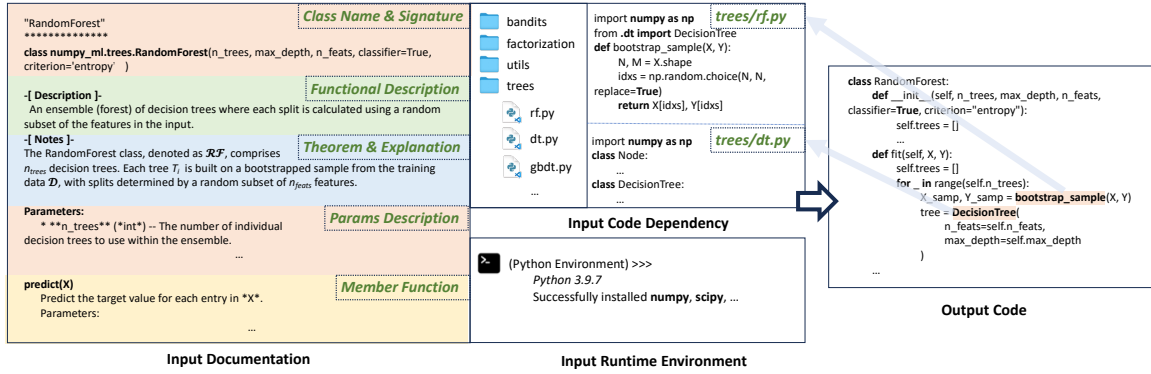 Class Name & Signature
"RandomForest"
**************
class numpy_ml.trees.RandomForest(n_trees, max_depth, n_feats, classifier=True,
criterion='entropy' )
Functional Description
-[ Description ]-
An ensemble (forest) of decision trees where each split is calculated using a random
subset of the features in the input.
-[ Notes ]-
Theorem & Explanation
The RandomForest class, denoted as RF, comprises
n_trees decision trees. Each tree T_i is built on a bootstrapped sample from the training
data D, with splits determined by a random subset of n_feats features.
Parameters:
Params Description
* **n_trees** (*int*) -- The number of individual
decision trees to use within the ensemble.
...
predict(X)
Member Function
Predict the target value for each entry in *X*.
Parameters:
...
Input Documentation
bandits
factorization
utils
trees
rf.py
dt.py
gbdt.py
...
import numpy as np
trees/rf.py
from .dt import DecisionTree
def bootstrap_sample(X, Y):
N, M = X.shape
idxs = np.random.choice(N, N,
replace=True)
return X[idxs], Y[idxs]
import numpy as np
trees/dt.py
class Node:
...
class DecisionTree:
...
Input Code Dependency
(Python Environment) >>>
Python 3.9.7
Successfully installed numpy, scipy, ...
Input Runtime Environment
class RandomForest:
def __init__(self, n_trees, max_depth, n_feats,
classifier=True, criterion="entropy"):
self.trees = []
...
def fit(self, X, Y):
self.trees = []
for _ in range(self.n_trees):
X_samp, Y_samp = bootstrap_sample(X, Y)
tree = DecisionTree(
n_feats=self.n_feats,
max_depth=self.max_depth
)
...
Output Code